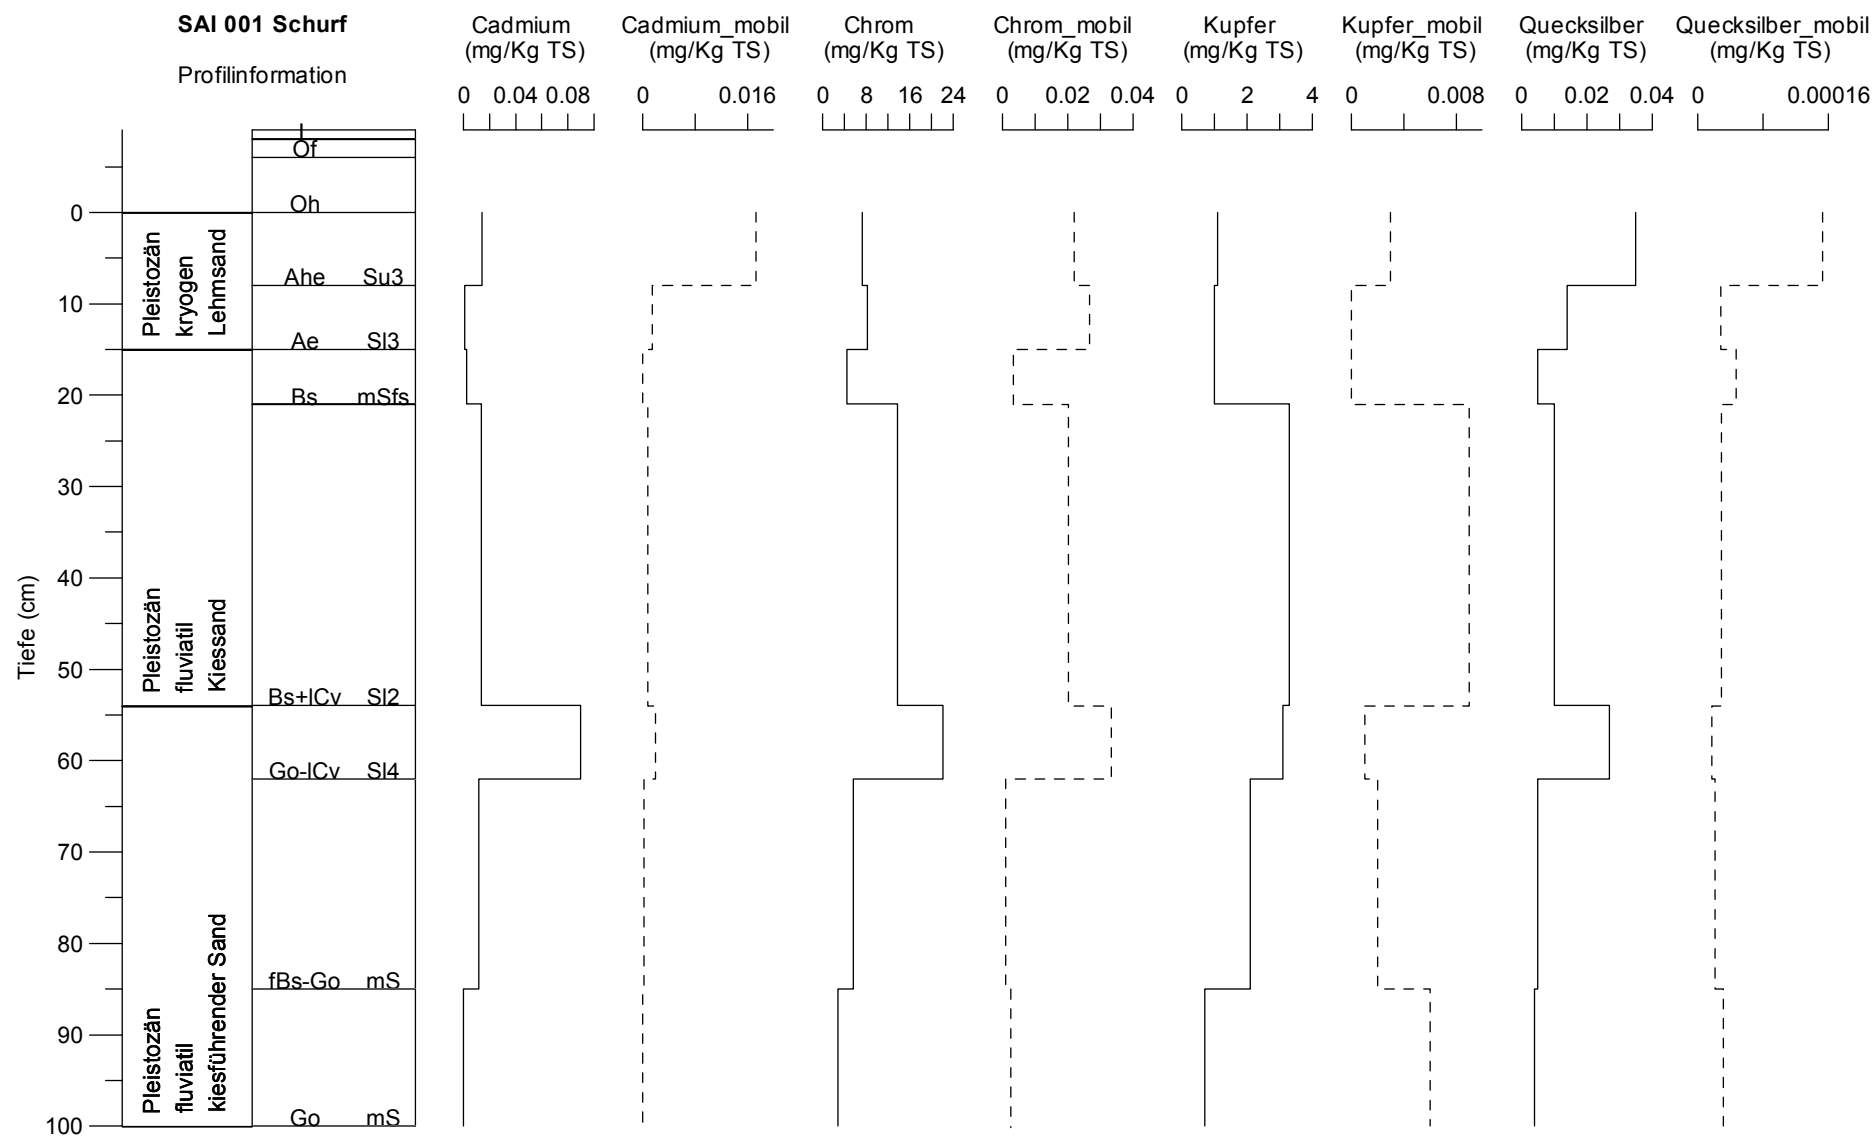 SAI 001 Schurf
Profilinformation
Cadmium
(mg/Kg TS)
Cadmium_mobil
(mg/Kg TS)
Chrom
(mg/Kg TS)
Chrom_mobil
(mg/Kg TS)
Kupfer
(mg/Kg TS)
Kupfer_mobil
(mg/Kg TS)
Quecksilber
(mg/Kg TS)
Quecksilber_mobil
(mg/Kg TS)
0 0.04 0.08
0 0.016
0 8 16 24
0 0.02 0.04
0 2 4
0 0.008
0 0.02 0.04
0 0.00016
Tiefe (cm)
0
10
20
30
40
50
60
70
80
90
100
Pleistozän
kryogen
Lehmsand
Pleistozän
fluviatil
Kiessand
Pleistozän
fluviatil
kiesführender Sand
Of
Oh
Ahe Su3
Ae Sl3
Bs mSfs
Bs+lCv Sl2
Go-lCv Sl4
fBs-Go mS
Go mS